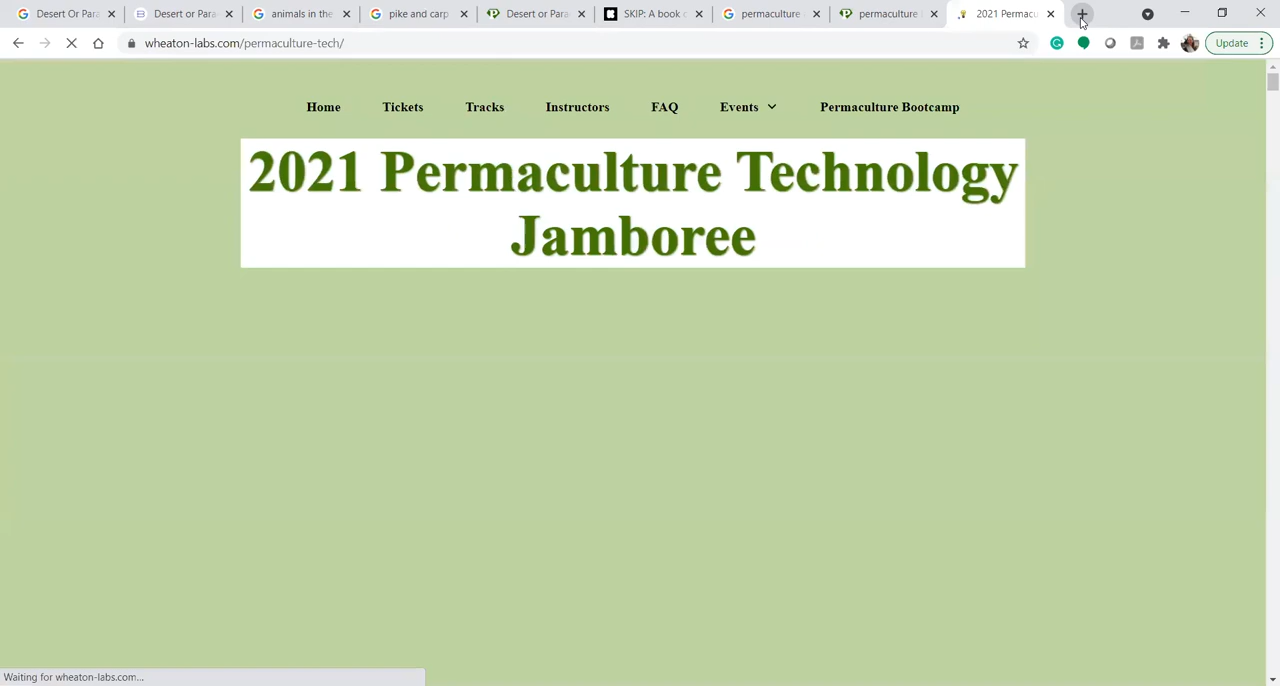 Desert Or Para
Desert or Para
animals in the
pike and carp
Desert or Para
SKIP: A book o
permaculture
permaculture
2021 Permacu
wheaton-labs.com/permaculture-tech/
Update
Home Tickets Tracks Instructors FAQ Events Permaculture Bootcamp
2021 Permaculture Technology
Jamboree
Waiting for wheaton-labs.com...